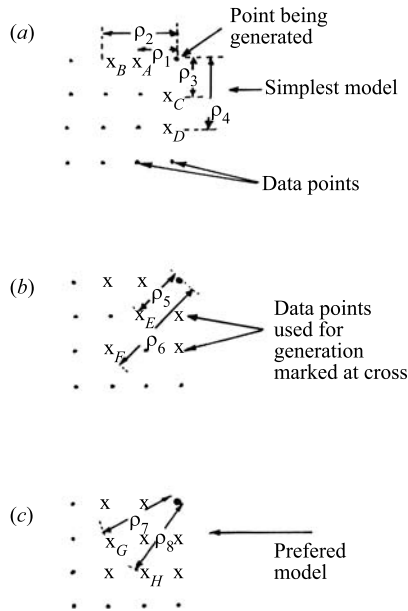 Point being
generated
(a)
ρ2
xB xA ρ1
ρ3
Simplest model
xC
ρ4
xD
Data points
(b)
x x
ρ5
xE x
Data points
used for
generation
marked at cross
xF ρ6 x
(c)
x x
ρ7
xG x ρ8 x
Prefered
model
x xH x